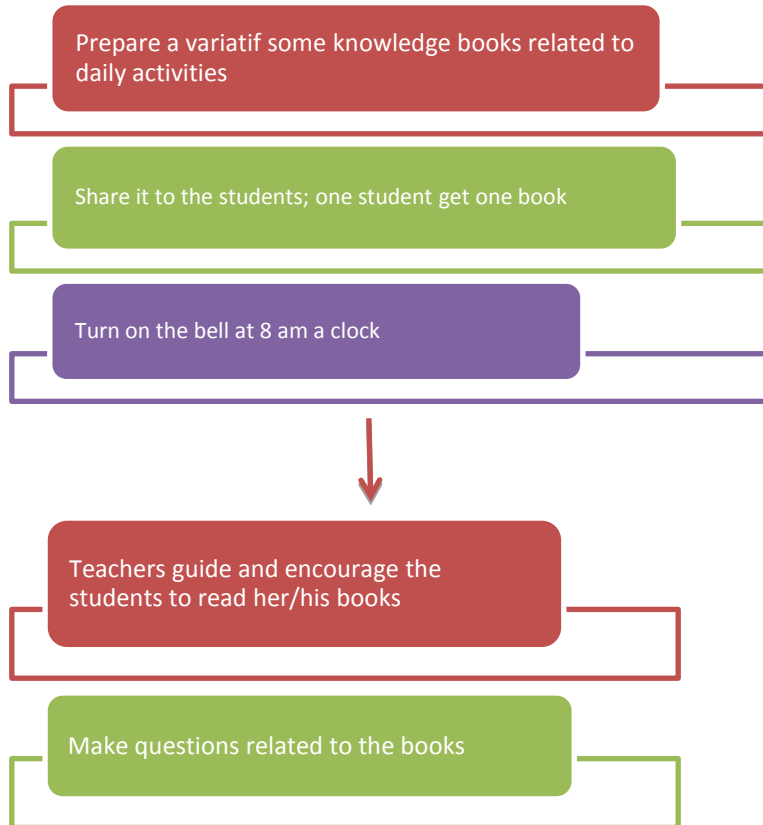 Prepare a variatif some knowledge books related to
daily activities
Share it to the students; one student get one book
Turn on the bell at 8 am a clock
Teachers guide and encourage the
students to read her/his books
Make questions related to the books